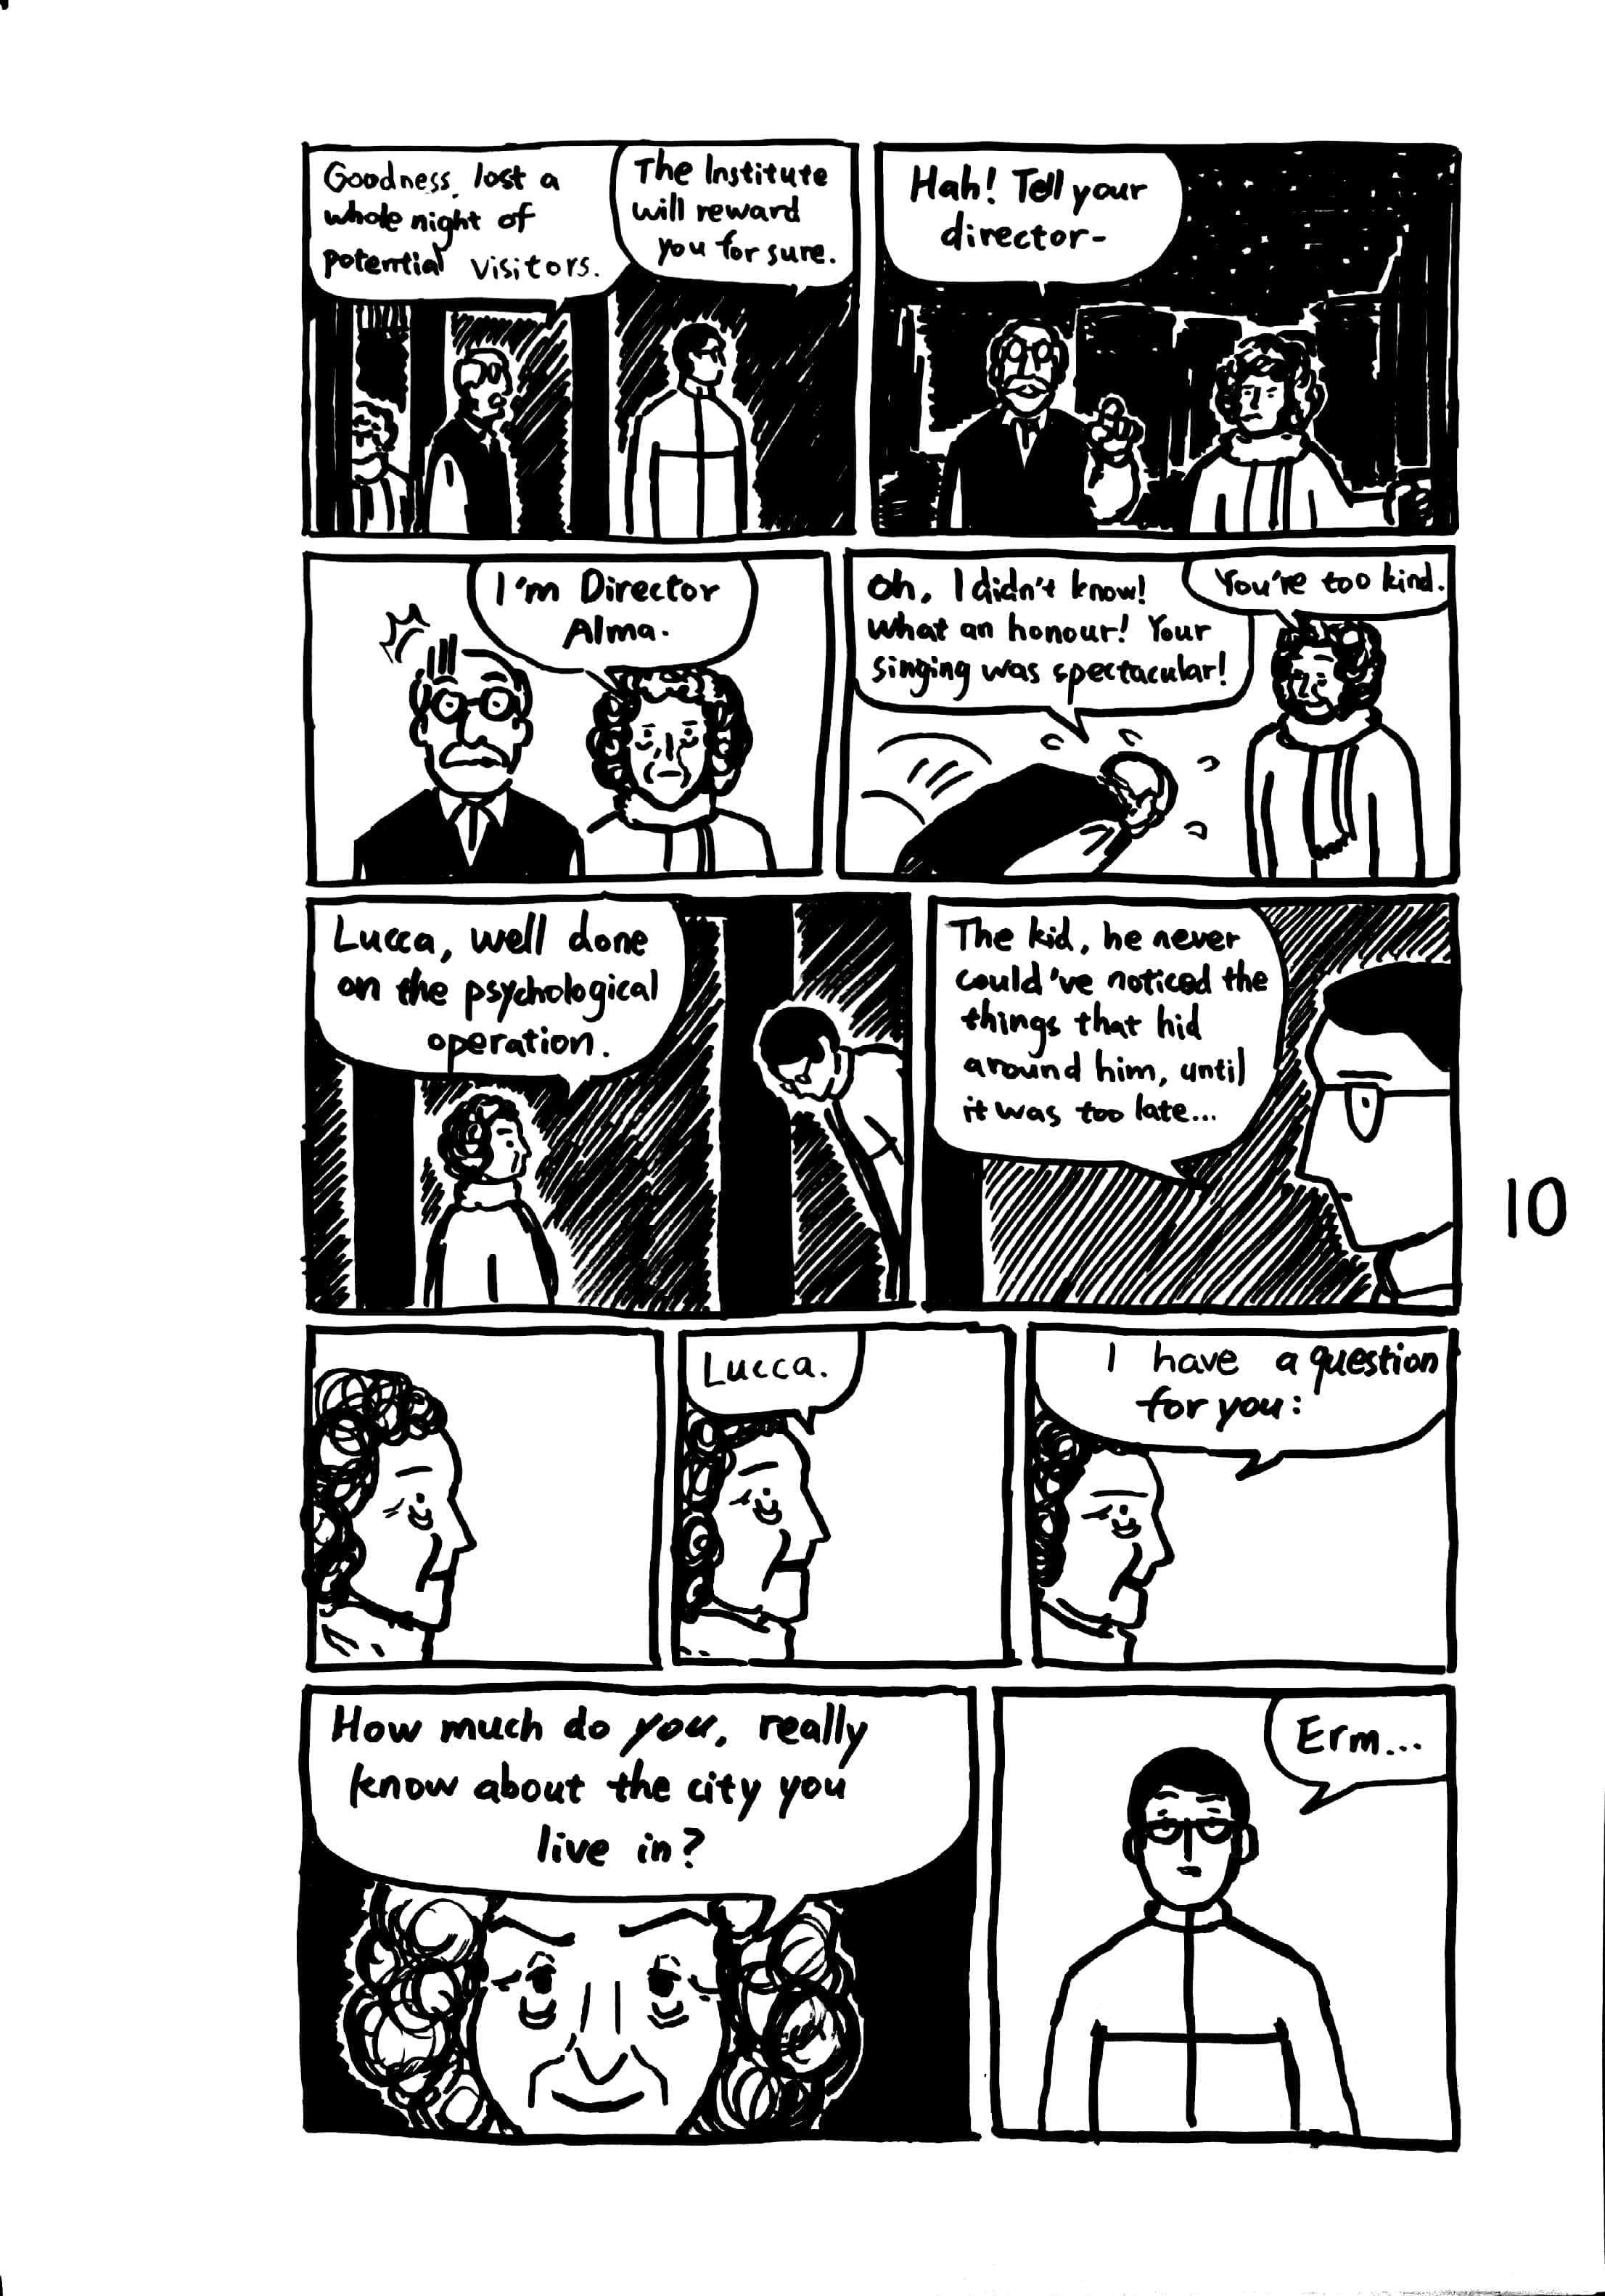 Goodness, lost a
whole night of
potential visitors.
The Institute
will reward
you for sure.
Hah! Tell your
director-
I'm Director
Alma.
Oh, I didn't know!
What an honour! Your
singing was spectacular!
You're too kind.
Lucca, well done
on the psychological
operation.
The kid, he never
could've noticed the
things that hid
around him, until
it was too late...
Lucca.
I have a question
for you:
How much do you, really
know about the city you
live in?
Erm...
10